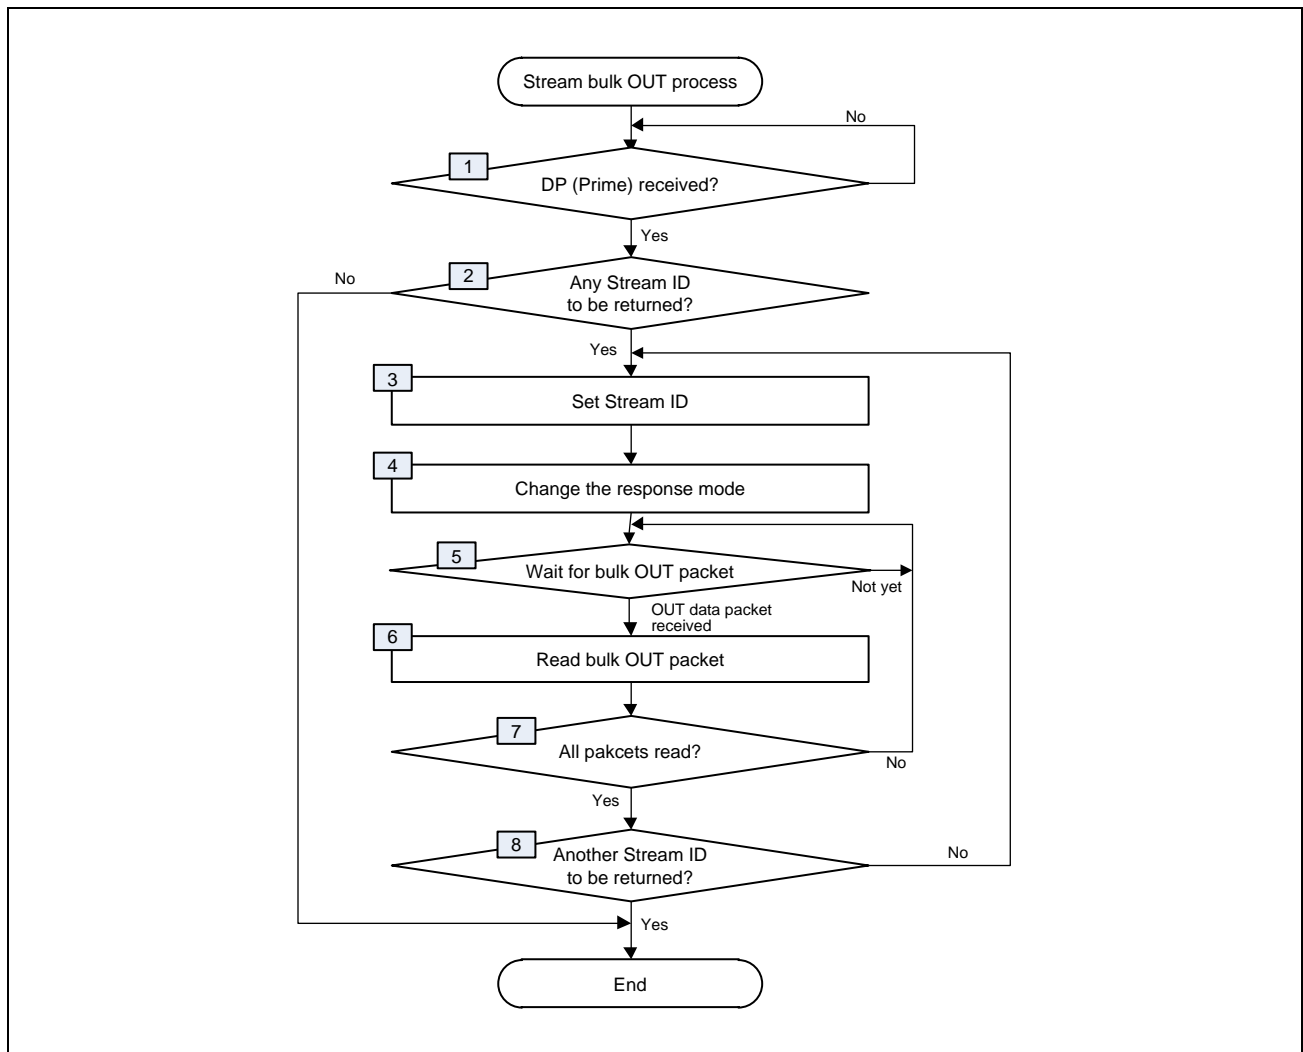 Stream bulk OUT process
No
1
DP (Prime) received?
Yes
2
No
Any Stream ID
to be returned?
Yes
3
Set Stream ID
4
Change the response mode
5
Wait for bulk OUT packet
Not yet
OUT data packet
received
6
Read bulk OUT packet
7
All pakcets read?
No
Yes
8
Another Stream ID
to be returned?
No
Yes
End